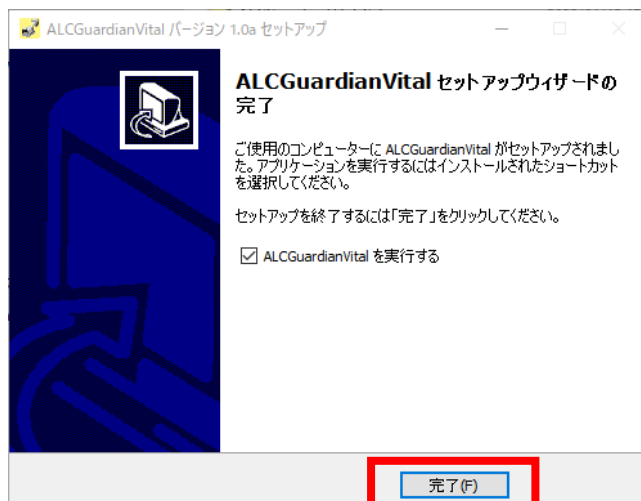 ALCGuardianVital バージョン 1.0a セットアップ
ALCGuardianVital セットアップウィザードの
完了
ご使用のコンピューターに ALCGuardianVital がセットアップされまし
た。アプリケーションを実行するにはインストールされたショートカット
を選択してください。
セットアップを終了するには「完了」をクリックしてください。
ALCGuardianVital を実行する
完了(F)